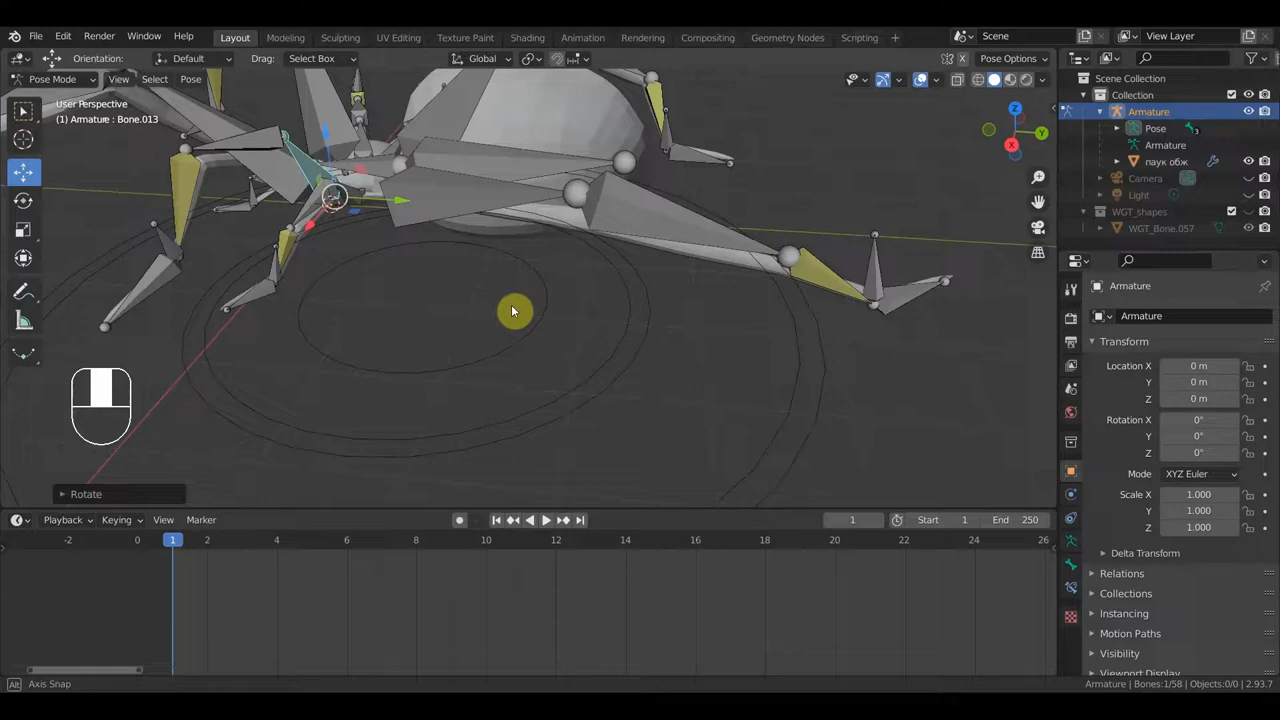 File Edit Render Window Help Layout Modeling Sculpting UV Editing Texture Paint Shading Animation Rendering Compositing Geometry Nodes Scripting + Scene View Layer
Orientation: Default Drag: Select Box Global X Pose Options
Pose Mode View Select Pose
User Perspective
(1) Armature : Bone.013
Z
Y
X
Scene Collection
Collection
Armature
Pose 3
Armature
паук обж
Camera
Light
WGT_shapes
WGT_Bone.057
Armature
Armature
Transform
Location X 0 m
Y 0 m
Z 0 m
Rotation X 0°
Y 0°
Z 0°
Mode XYZ Euler
Scale X 1.000
Y 1.000
Z 1.000
Delta Transform
Relations
Collections
Instancing
Motion Paths
Visibility
Viewport Display
Rotate
Playback Keying View Marker 1 Start 1 End 250
-2 0 1 2 4 6 8 10 12 14 16 18 20 22 24 26
Alt Axis Snap
Armature | Bones:1/58 | Objects:0/0 | 2.93.7